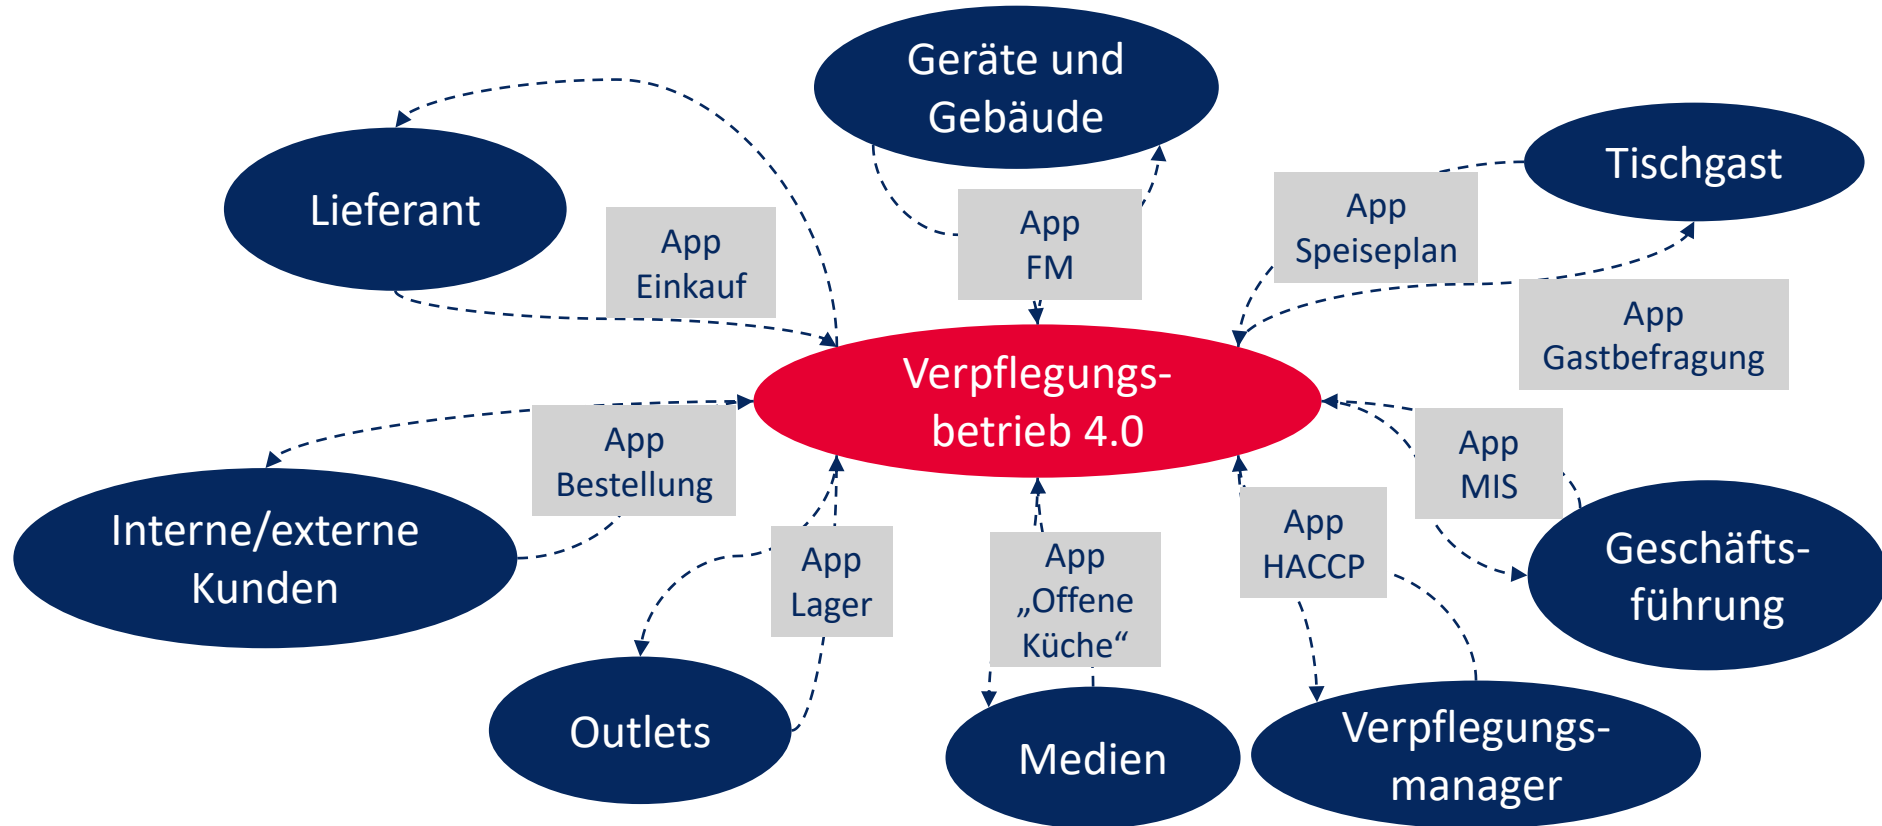 Geräte und
Gebäude
Tischgast
Lieferant
App
Einkauf
App
FM
App
Speiseplan
App
Gastbefragung
Verpflegungs-
betrieb 4.0
App
Bestellung
App
MIS
Interne/externe
Kunden
App
Lager
App
„Offene
Küche“
App
HACCP
Geschäfts-
führung
Outlets
Medien
Verpflegungs-
manager